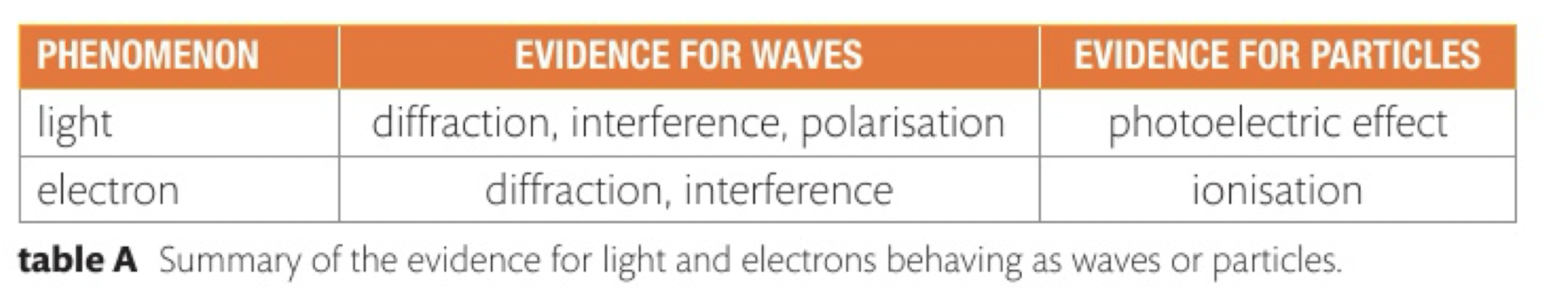 PHENOMENON EVIDENCE FOR WAVES EVIDENCE FOR PARTICLES
light diffraction, interference, polarisation photoelectric effect
electron diffraction, interference ionisation
table A Summary of the evidence for light and electrons behaving as waves or particles.